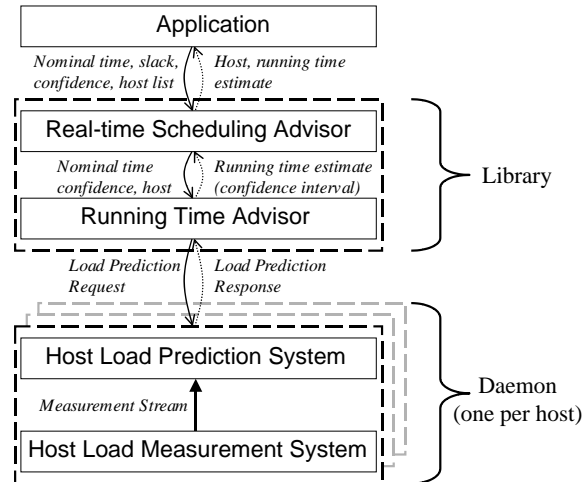 Application
Nominal time, slack,
confidence, host list
Host, running time
estimate
Real-time Scheduling Advisor
Nominal time
confidence, host
Running time estimate
(confidence interval)
Library
Running Time Advisor
Load Prediction
Request
Load Prediction
Response
Host Load Prediction System
Measurement Stream
Daemon
(one per host)
Host Load Measurement System